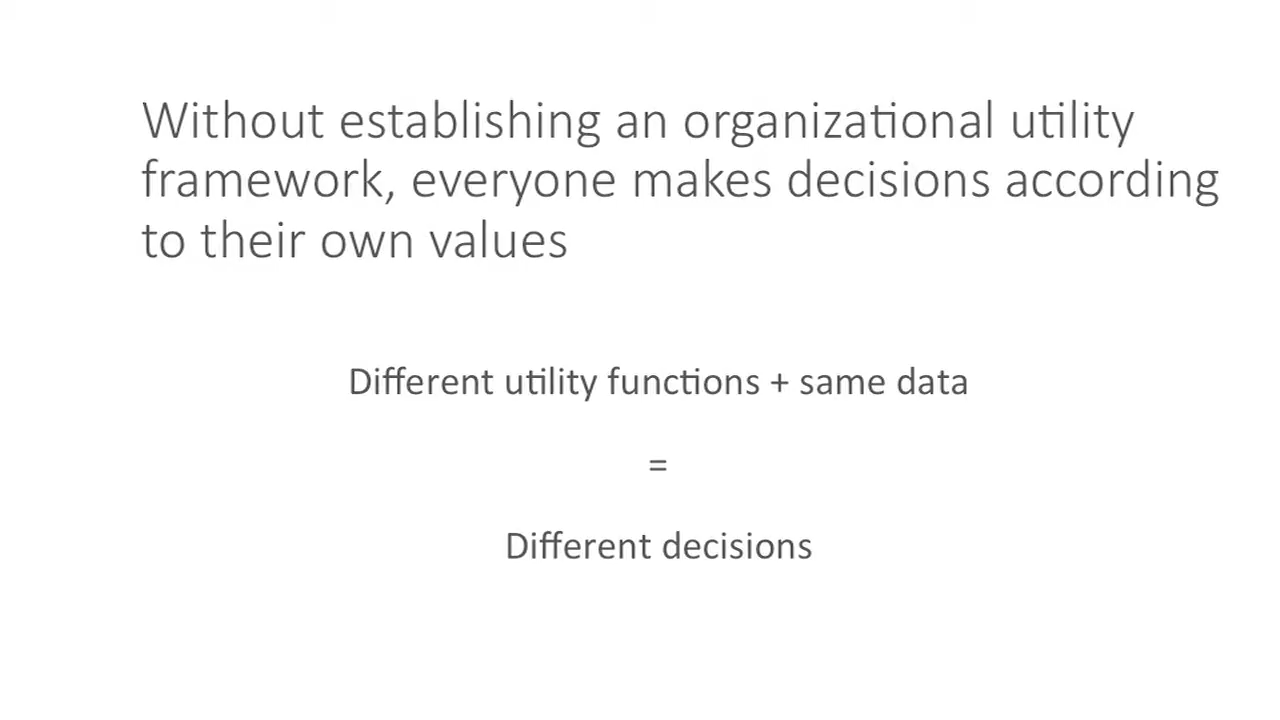 Without establishing an organizational utility
framework, everyone makes decisions according
to their own values
Different utility functions + same data
=
Different decisions